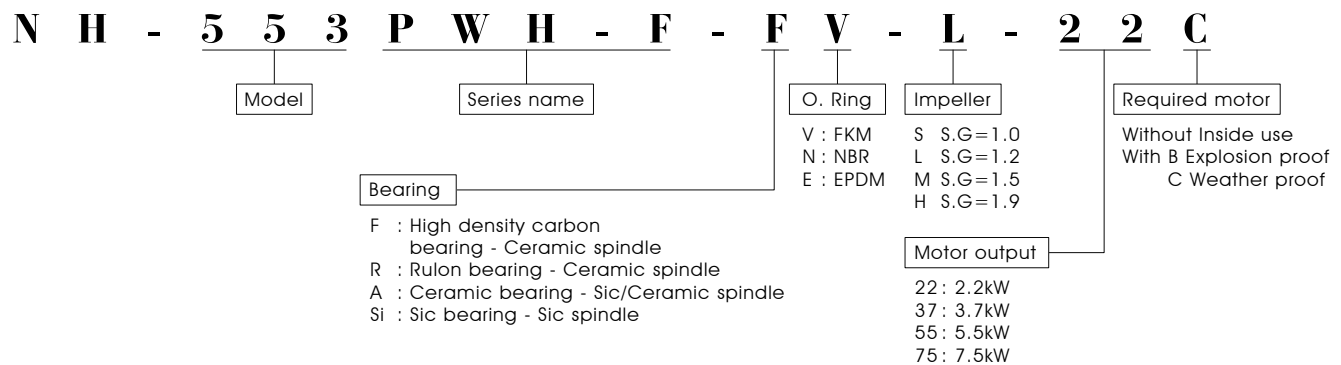 N H - 5 5 3 P W H - F - F V - L - 2 2 C
Model
Series name
O. Ring
Impeller
Required motor
V : FKM
N : NBR
E : EPDM
S S.G=1.0
L S.G=1.2
M S.G=1.5
H S.G=1.9
Without Inside use
With B Explosion proof
C Weather proof
Bearing
F : High density carbon
bearing - Ceramic spindle
R : Rulon bearing - Ceramic spindle
A : Ceramic bearing - Sic/Ceramic spindle
Si : Sic bearing - Sic spindle
Motor output
22 : 2.2kW
37 : 3.7kW
55 : 5.5kW
75 : 7.5kW